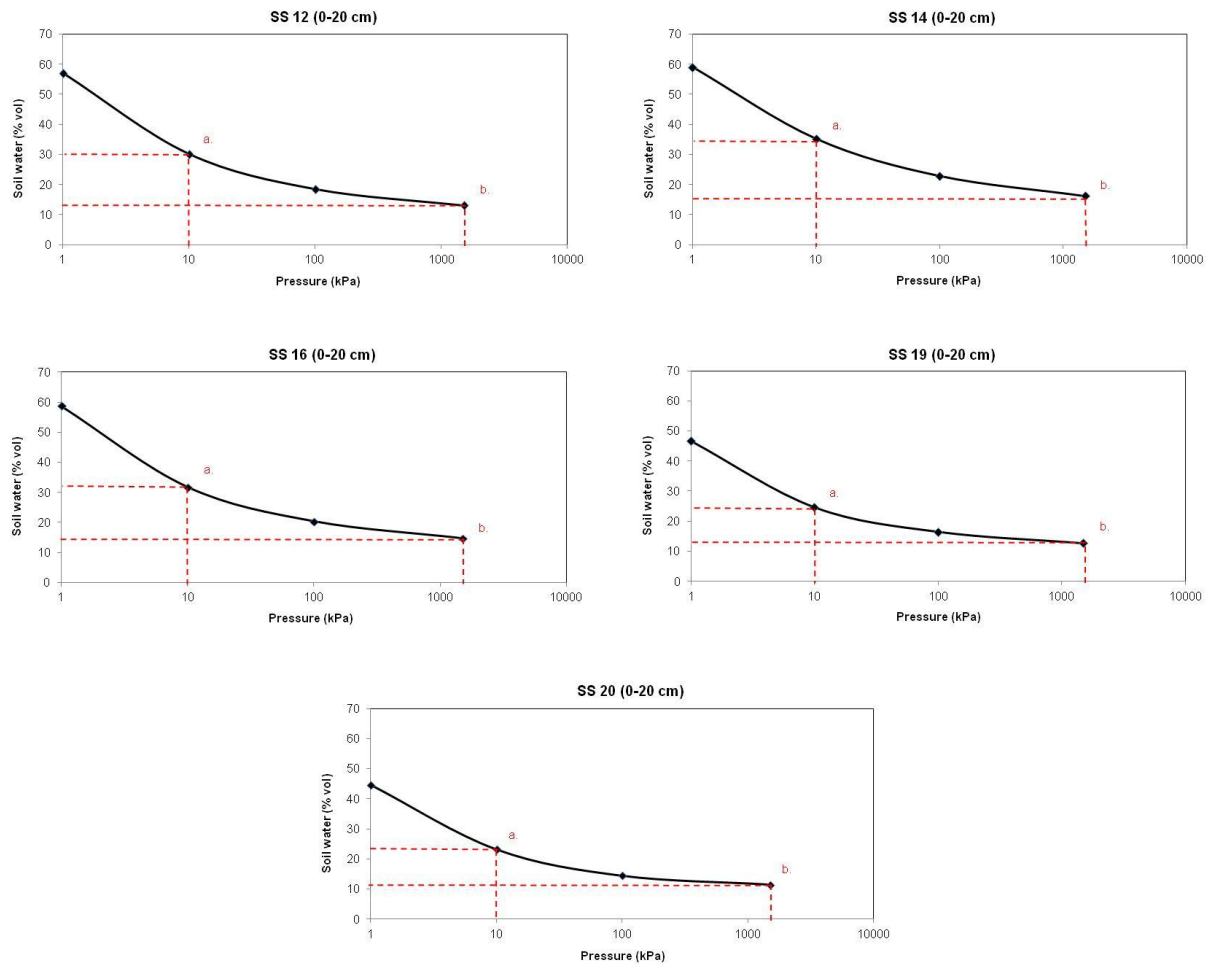 SS 12 (0-20 cm)
70
60
50
40
30
20
10
0
Soil water (% vol)
a.
b.
1 10 100 1000 10000
Pressure (kPa)
SS 14 (0-20 cm)
70
60
50
40
30
20
10
0
Soil water (% vol)
a.
b.
1 10 100 1000 10000
Pressure (kPa)
SS 16 (0-20 cm)
70
60
50
40
30
20
10
0
Soil water (% vol)
a.
b.
1 10 100 1000 10000
Pressure (kPa)
SS 19 (0-20 cm)
70
60
50
40
30
20
10
0
Soil water (% vol)
a.
b.
1 10 100 1000 10000
Pressure (kPa)
SS 20 (0-20 cm)
70
60
50
40
30
20
10
0
Soil water (% vol)
a.
b.
1 10 100 1000 10000
Pressure (kPa)